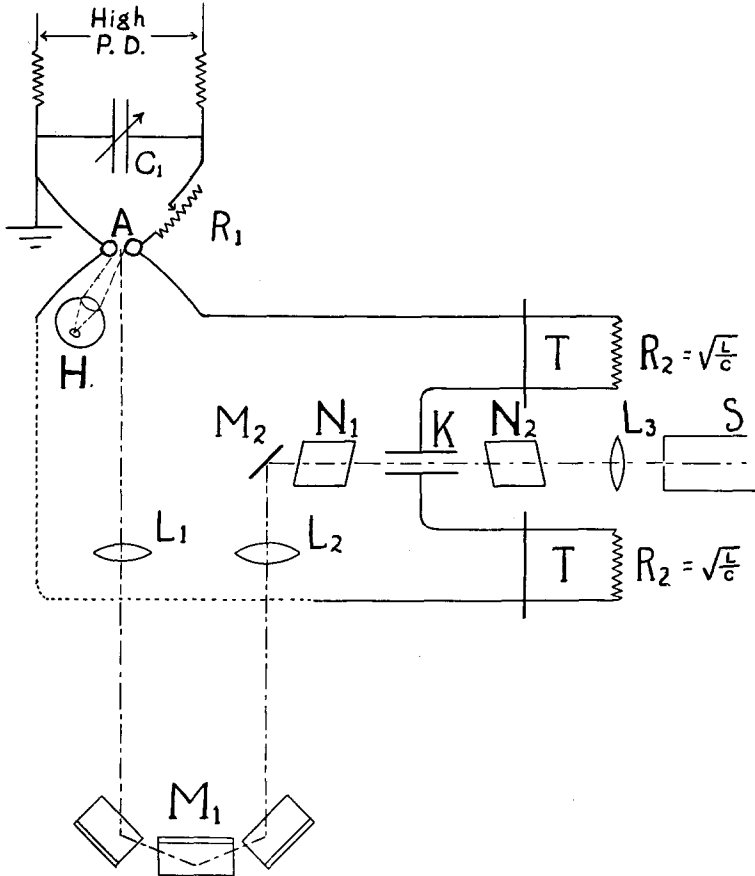 High
P. D.
C₁
A
R₁
H.
T
R₂ = √L/C
M₂
N₁
K
N₂
L₃
S
L₁
L₂
T
R₂ = √L/C
M₁